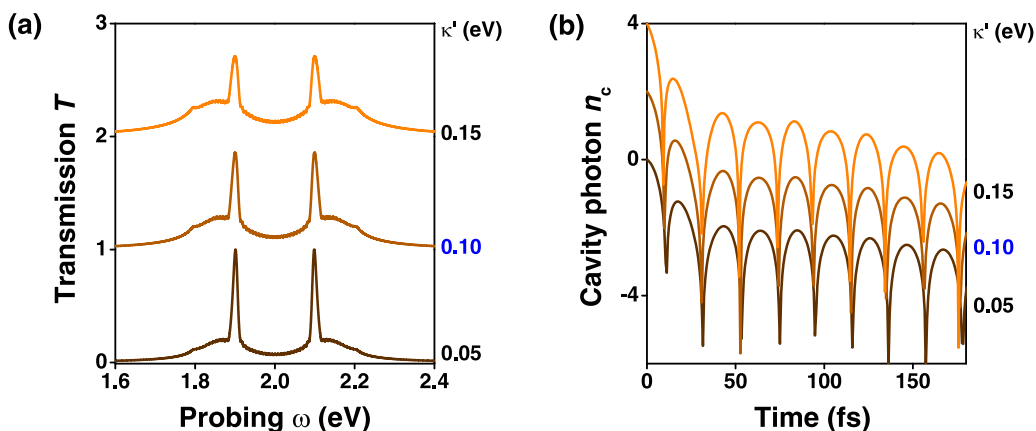 (a)
κ' (eV)
3
2
1
0
Transmission T
0.15
0.10
0.05
1.6
1.8
2.0
2.2
2.4
Probing ω (eV)
(b)
κ' (eV)
4
0
-4
Cavity photon nc
0.15
0.10
0.05
0
50
100
150
Time (fs)